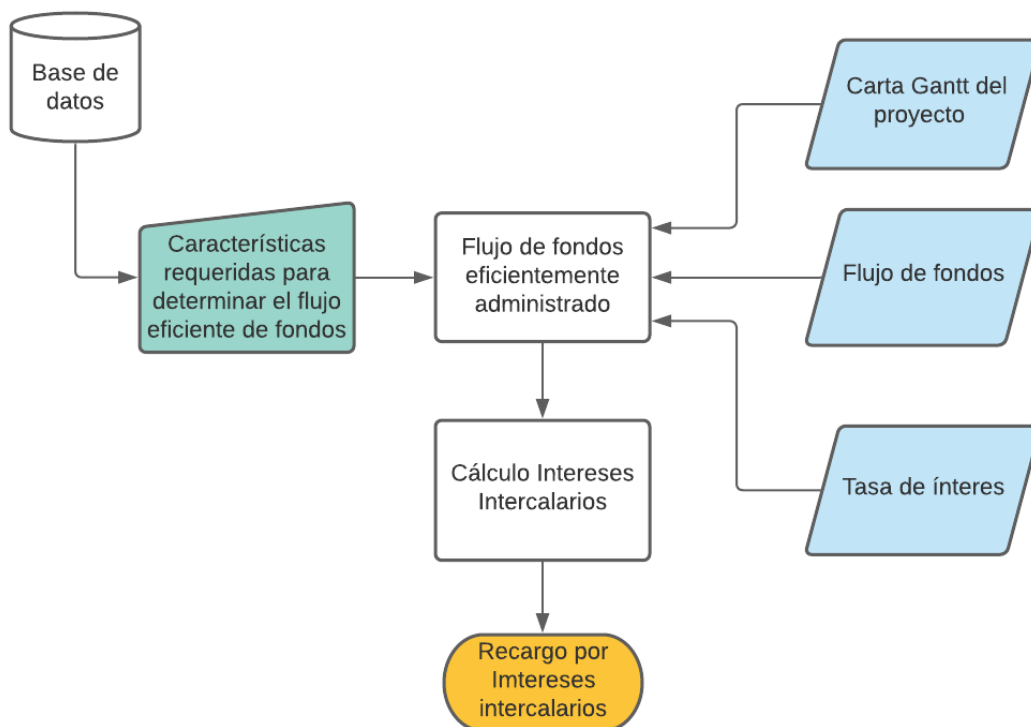 Base de
datos
Carta Gantt del
proyecto
Características
requeridas para
determinar el flujo
eficiente de fondos
Flujo de fondos
eficientemente
administrado
Flujo de fondos
Cálculo Intereses
Intercalarios
Tasa de ínteres
Recargo por
Imtereses
intercalarios